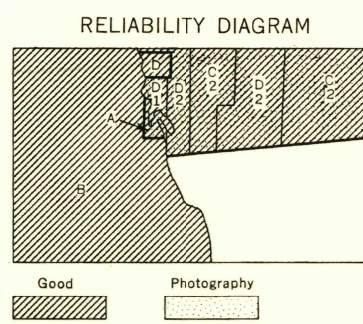 RELIABILITY DIAGRAM
D
D 1
D 2
C 2
D 2
C 2
A
B
Good Photography